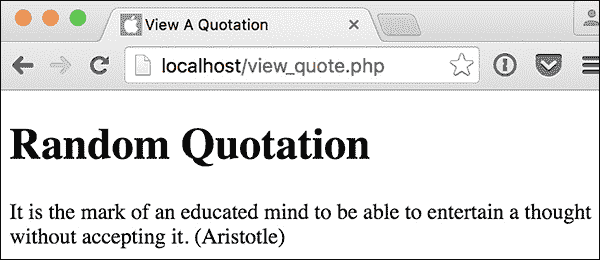 View A Quotation
localhost/view_quote.php
Random Quotation
It is the mark of an educated mind to be able to entertain a thought
without accepting it. (Aristotle)